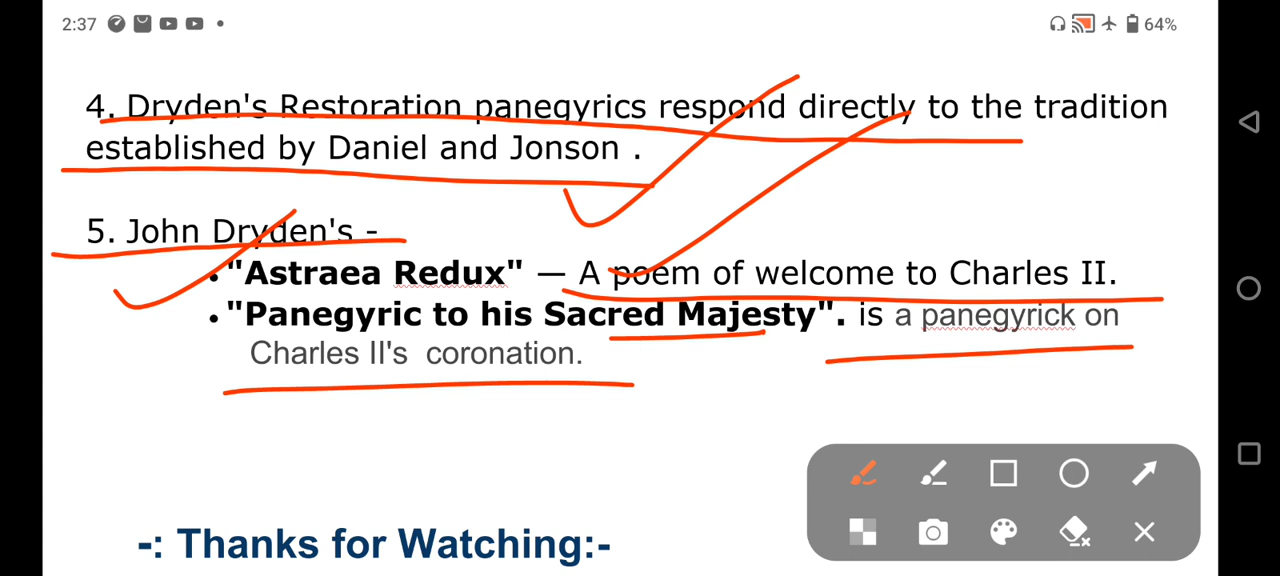 2:37
64%
4. Dryden's Restoration panegyrics respond directly to the tradition
established by Daniel and Jonson .
5. John Dryden's -
• "Astraea Redux" — A poem of welcome to Charles II.
• "Panegyric to his Sacred Majesty". is a panegyrick on
Charles II's coronation.
-: Thanks for Watching:-